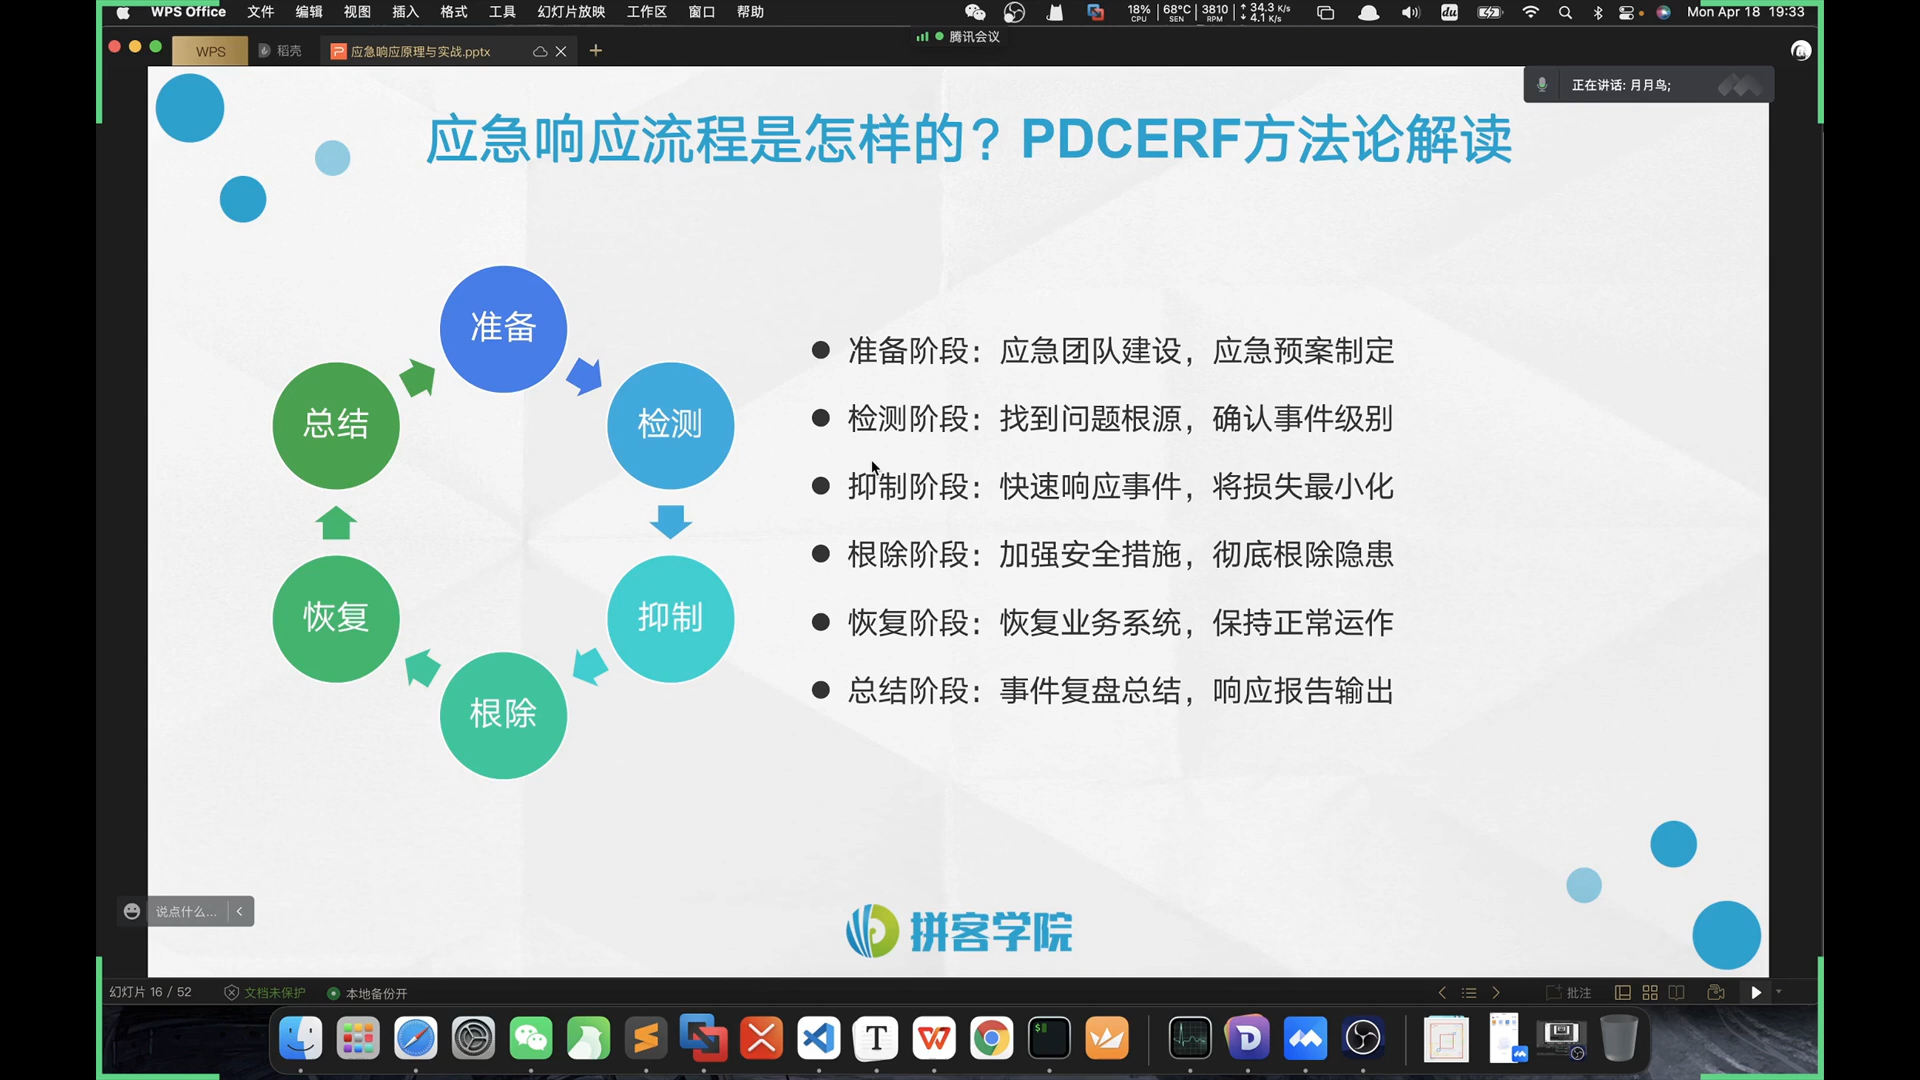 WPS Office 文件 编辑 视图 插入 格式 工具 幻灯片放映 工作区 窗口 帮助 18% CPU 68°C SEN 3810 RPM ↑ 34.3 K/s ↓ 4.1 K/s du Mon Apr 18 19:33
腾讯会议
WPS 稻壳 应急响应原理与实战.pptx
正在讲话: 月月鸟;
应急响应流程是怎样的？PDCERF方法论解读
准备
检测
抑制
根除
恢复
总结
● 准备阶段：应急团队建设，应急预案制定
● 检测阶段：找到问题根源，确认事件级别
● 抑制阶段：快速响应事件，将损失最小化
● 根除阶段：加强安全措施，彻底根除隐患
● 恢复阶段：恢复业务系统，保持正常运作
● 总结阶段：事件复盘总结，响应报告输出
说点什么...
拼客学院
幻灯片 16 / 52 文档未保护 本地备份开 批注